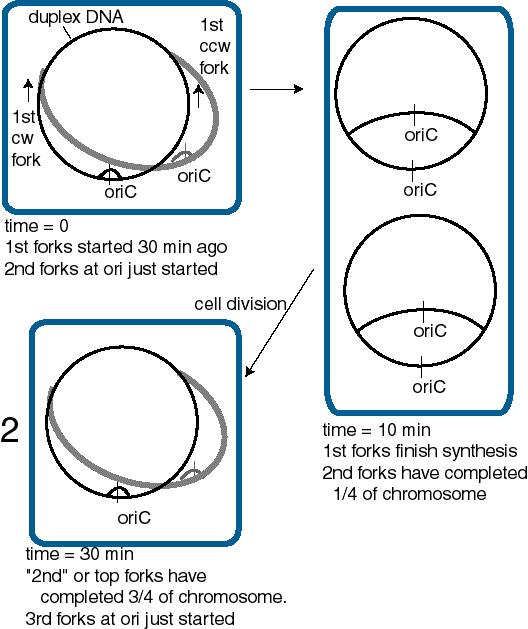 duplex DNA
1st
ccw
fork
1st
cw
fork
oriC
oriC
time = 0
1st forks started 30 min ago
2nd forks at ori just started
oriC
oriC
oriC
oriC
time = 10 min
1st forks finish synthesis
2nd forks have completed
1/4 of chromosome
cell division
2
oriC
time = 30 min
"2nd" or top forks have
completed 3/4 of chromosome.
3rd forks at ori just started